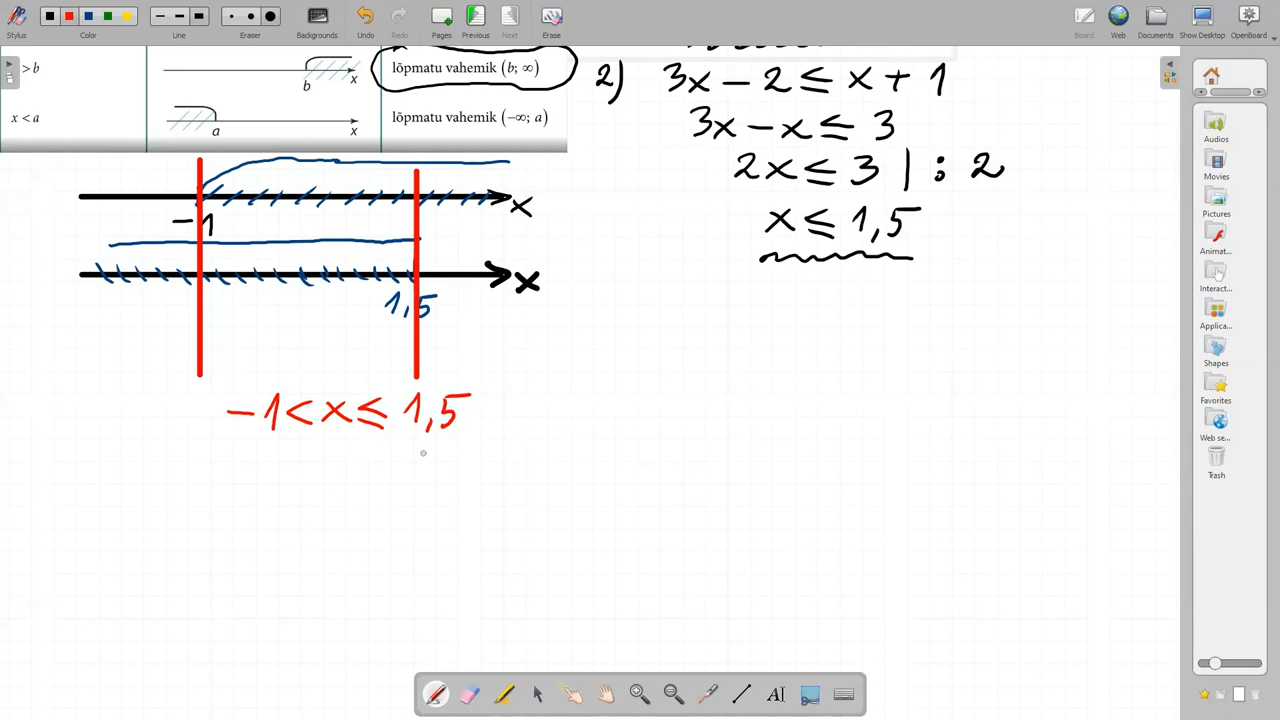 Stylus
Color
Line
Eraser
Backgrounds
Undo
Redo
Pages
Previous
Next
Erase
Board
Web
Documents
Show Desktop
OpenBoard
> b
b
x
lõpmatu vahemik (b; ∞)
x < a
a
x
lõpmatu vahemik (−∞; a)
2) 3x − 2 ≤ x + 1
3x − x ≤ 3
2x ≤ 3 | : 2
x ≤ 1,5
−1
x
1,5
x
−1 < x ≤ 1,5
Audios
Movies
Pictures
Animat...
Interact...
Applica...
Shapes
Favorites
Web se...
Trash
AI